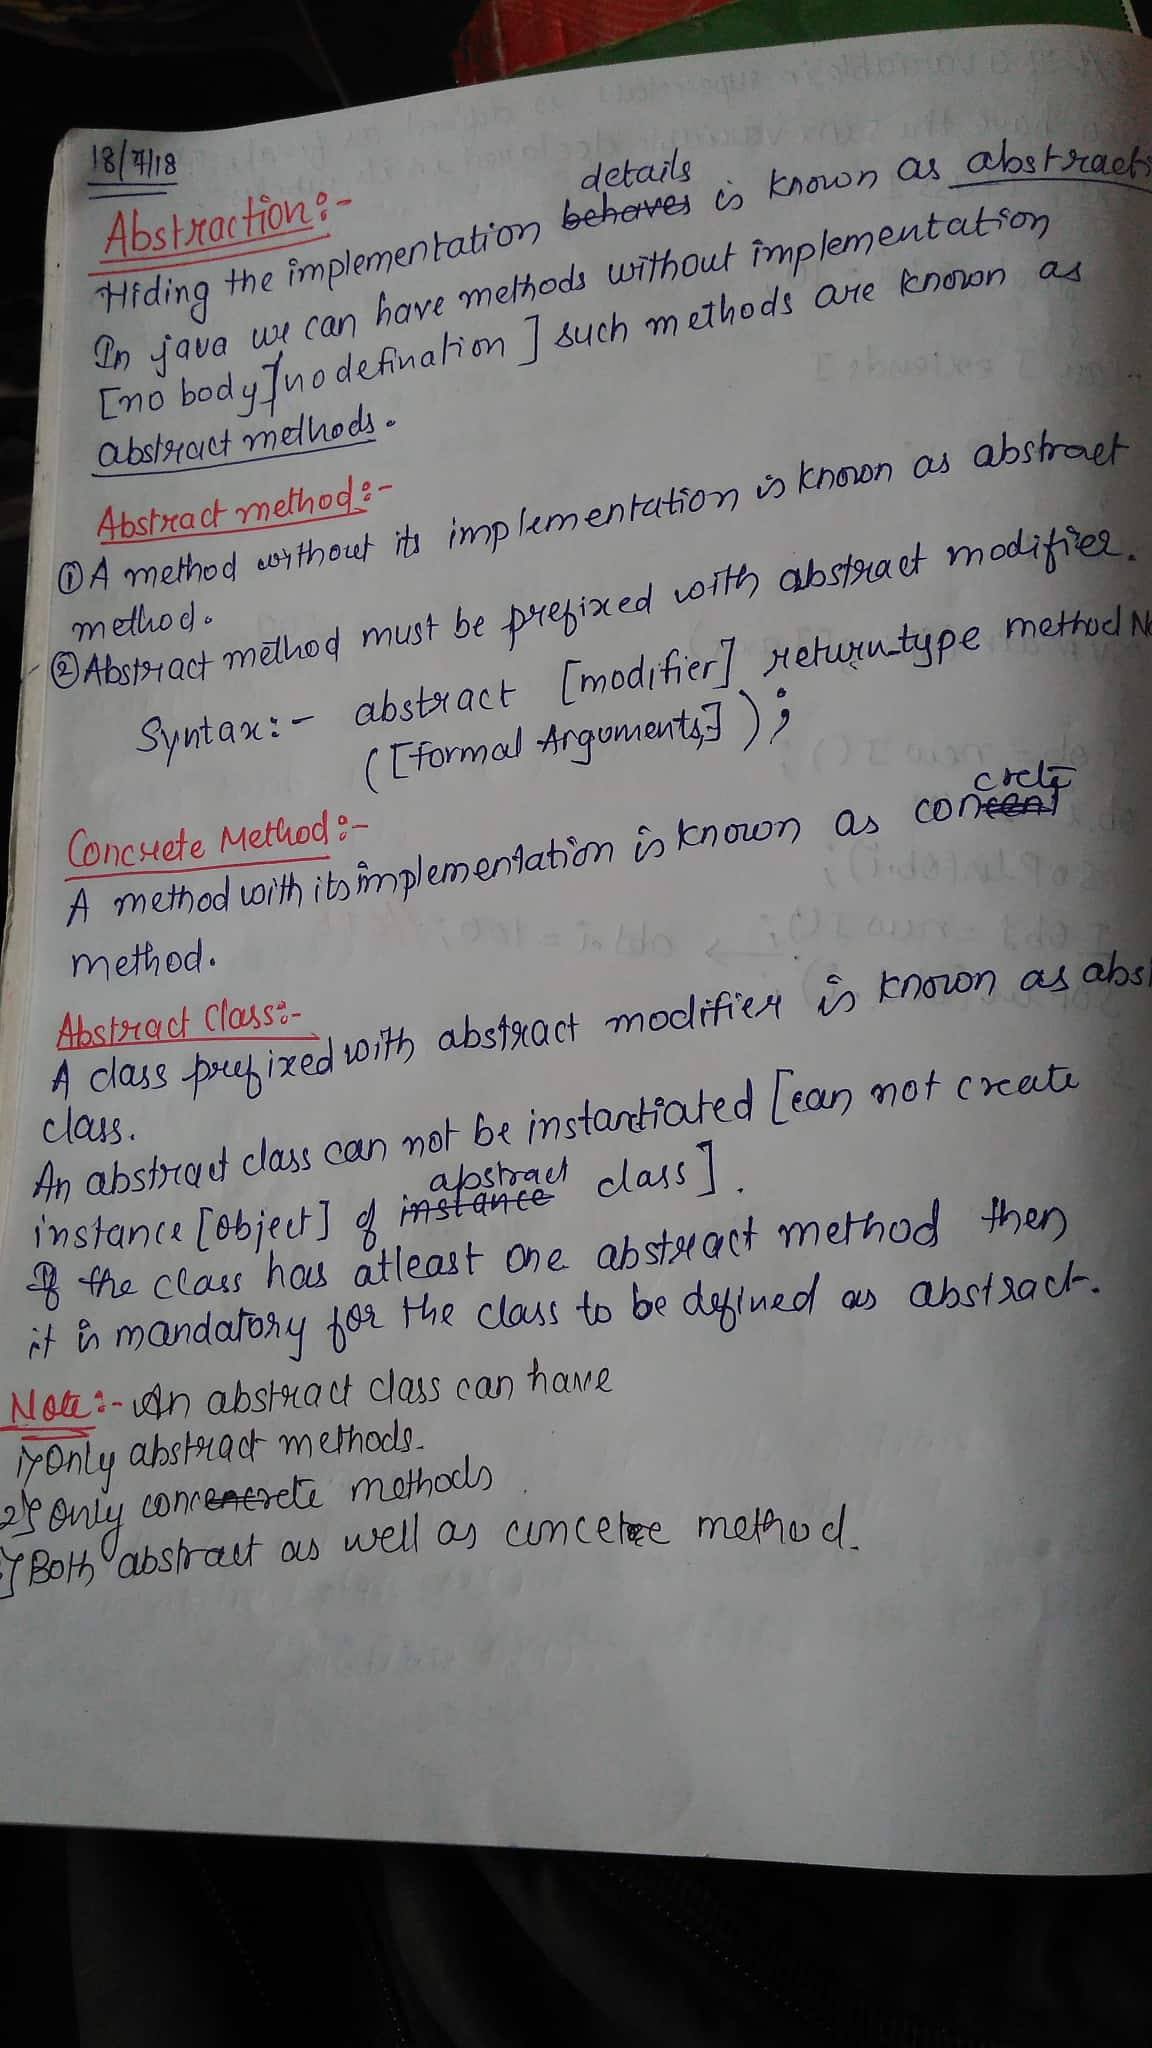 18/7/18
Abstraction:-
Hiding the implementation behaves details is known as abstracti
In java we can have methods without implementation
[no body] no defination ] such methods are known as
abstract methods.
Abstract method:-
① A method without its implementation is known as abstract
method.
② Abstract method must be prefixed with abstract modifier.
Syntax:- abstract [modifier] return_type method Na
([formal Arguments,] );
Concrete Method:-
A method with its implementation is known as concrete
method.
Abstract Class:-
A class prefixed with abstract modifier is known as abst
class.
An abstract class can not be instantiated [can not create
instance [object] of instance abstract class].
If the class has atleast one abstract method then
it is mandatory for the class to be defined as abstract.
Note:- An abstract class can have
1) Only abstract methods.
2) Only concrete methods
) Both abstract as well as concete method.